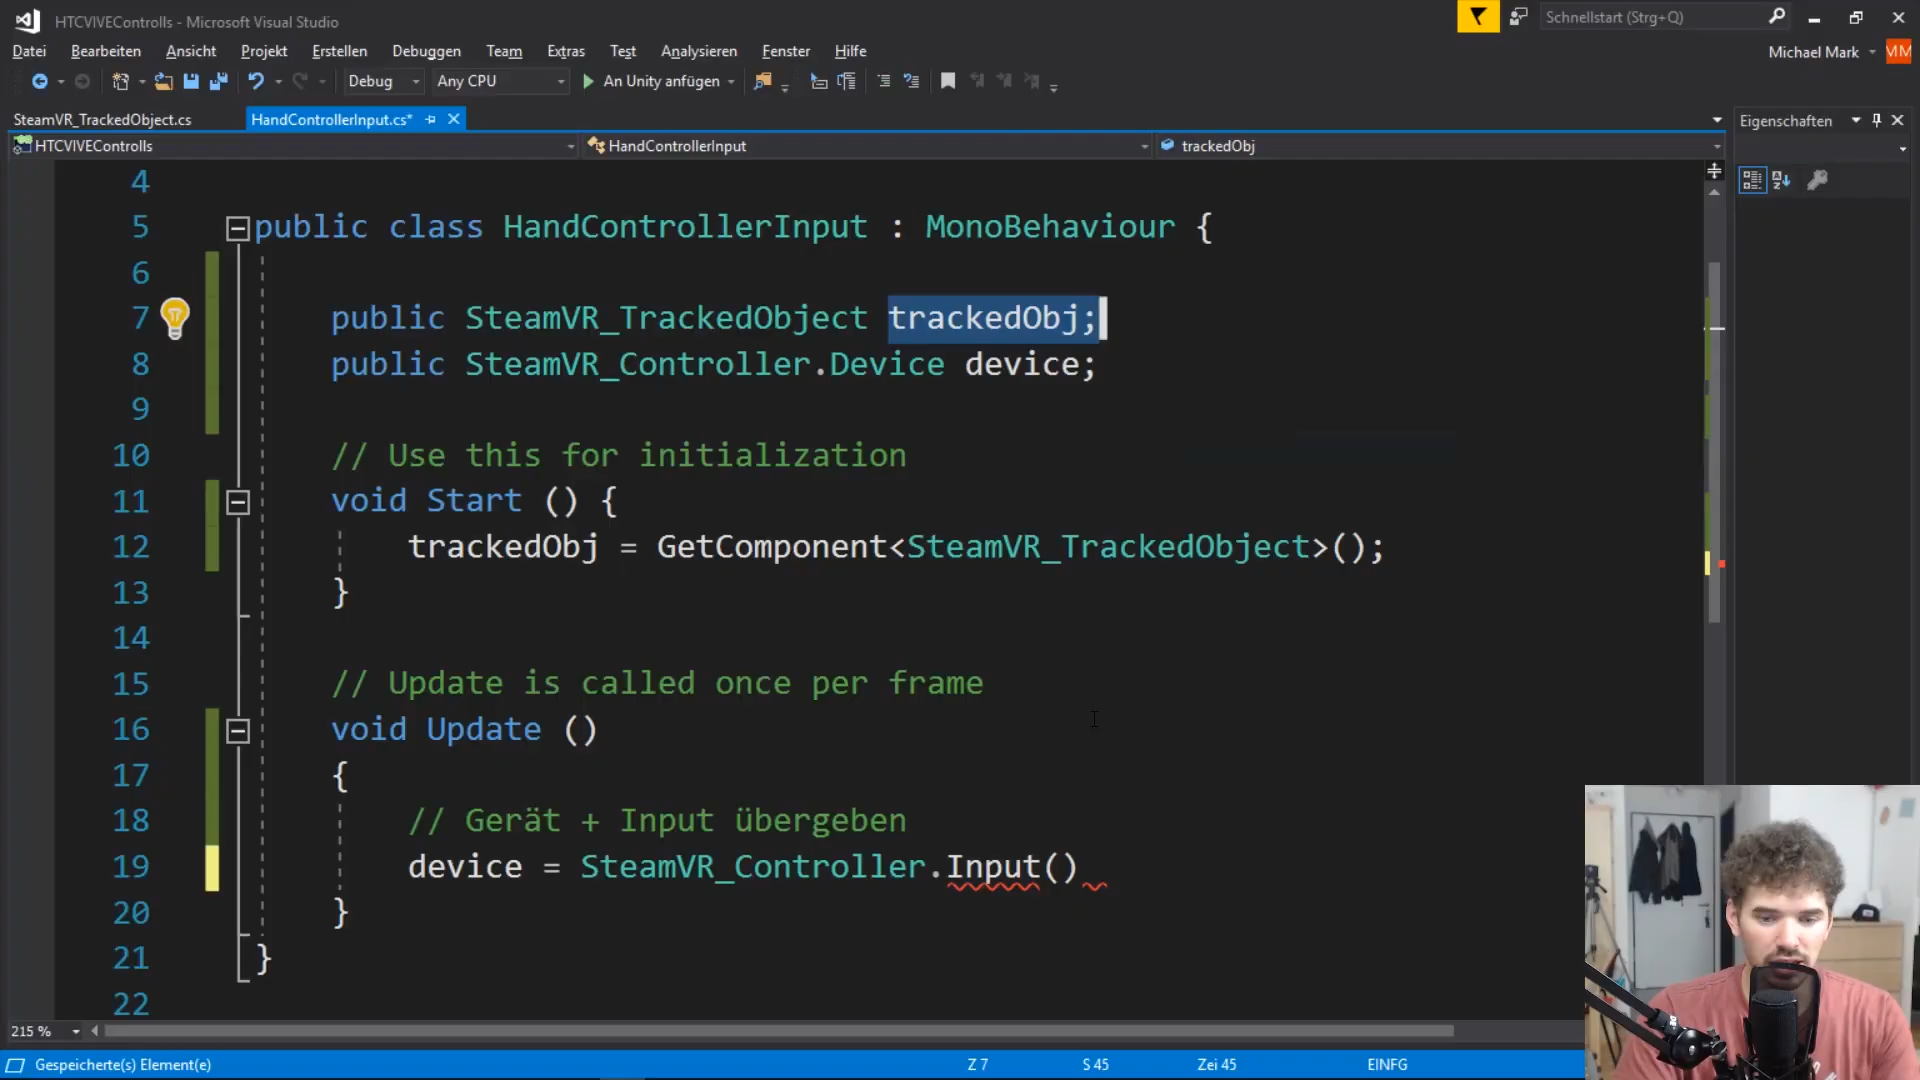 HTCVIVEControlls - Microsoft Visual Studio
Schnellstart (Strg+Q)
Datei Bearbeiten Ansicht Projekt Erstellen Debuggen Team Extras Test Analysieren Fenster Hilfe
Michael Mark MM
Debug Any CPU An Unity anfügen
SteamVR_TrackedObject.cs HandControllerInput.cs*
Eigenschaften
HTCVIVEControlls HandControllerInput trackedObj
4
5 public class HandControllerInput : MonoBehaviour {
6
7 public SteamVR_TrackedObject trackedObj;
8 public SteamVR_Controller.Device device;
9
10 // Use this for initialization
11 void Start () {
12 trackedObj = GetComponent<SteamVR_TrackedObject>();
13 }
14
15 // Update is called once per frame
16 void Update ()
17 {
18 // Gerät + Input übergeben
19 device = SteamVR_Controller.Input()
20 }
21 }
22
215 %
Gespeicherte(s) Element(e) Z 7 S 45 Zei 45 EINFG